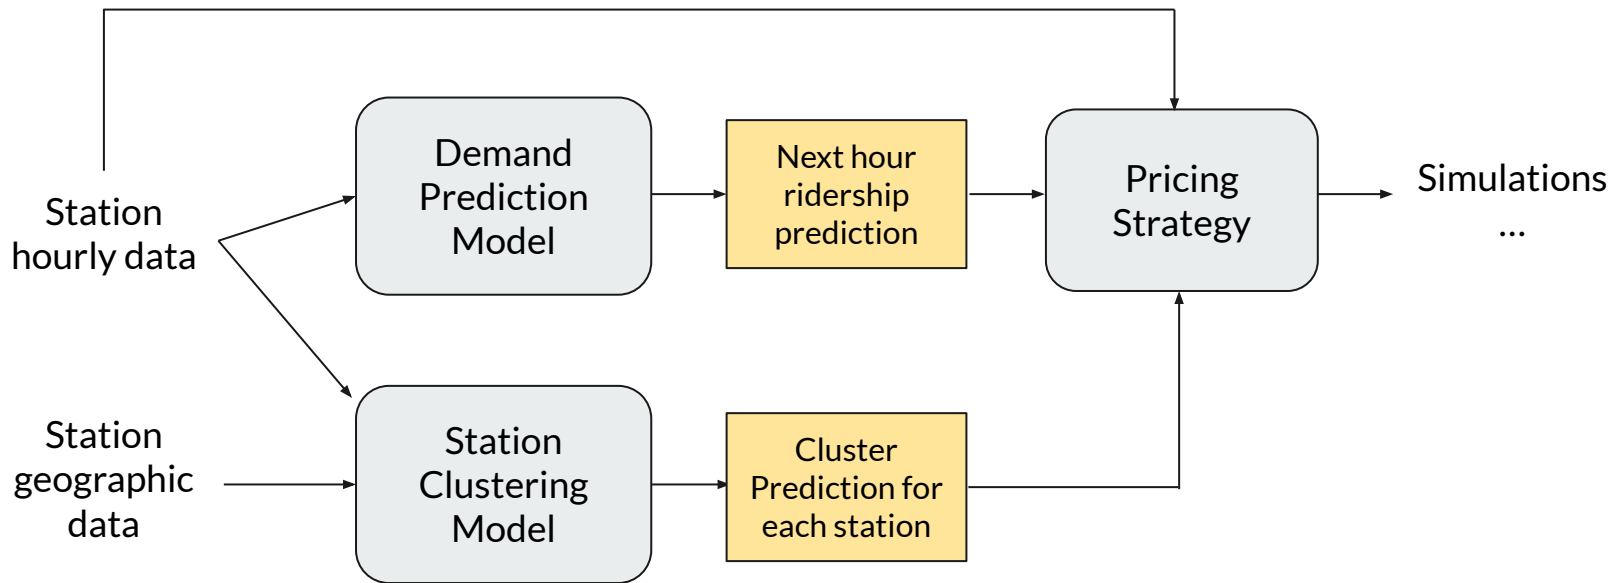 Station
hourly data
Demand
Prediction
Model
Next hour
ridership
prediction
Pricing
Strategy
Simulations
...
Station
geographic
data
Station
Clustering
Model
Cluster
Prediction for
each station